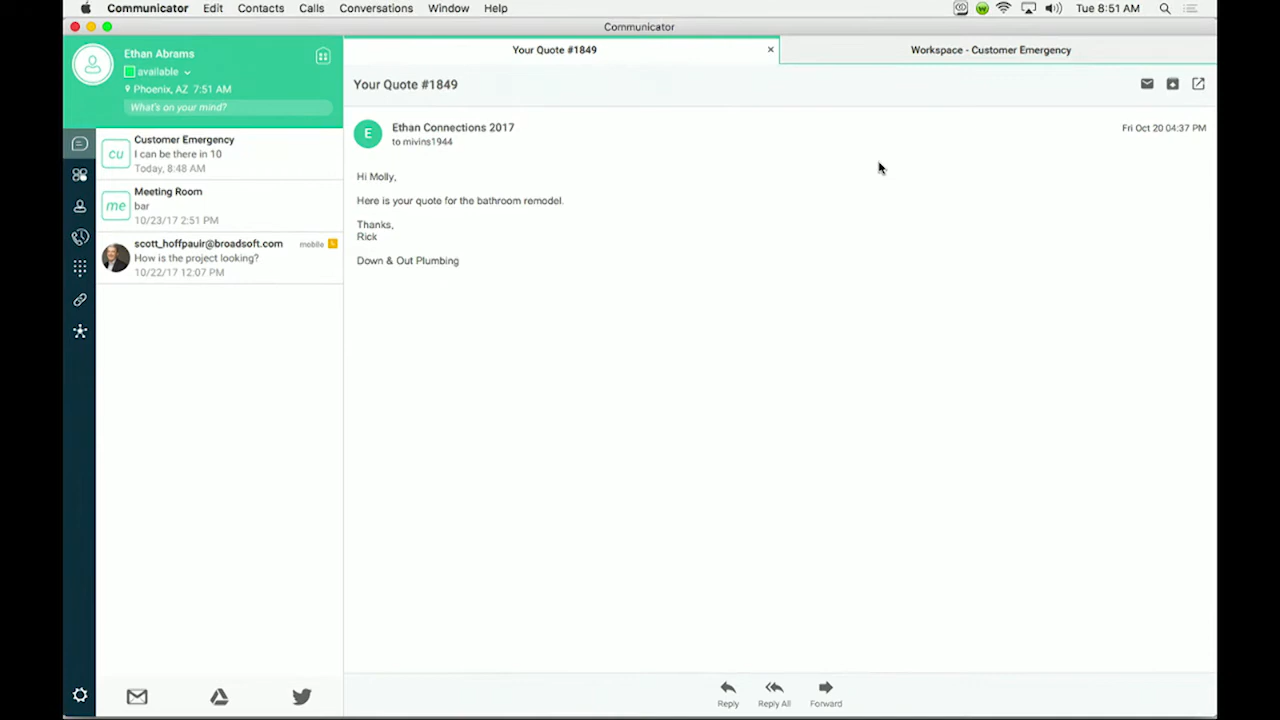 Communicator Edit Contacts Calls Conversations Window Help
Tue 8:51 AM
Communicator
Ethan Abrams
available
Phoenix, AZ 7:51 AM
What's on your mind?
Customer Emergency
cu
I can be there in 10
Today, 8:48 AM
Meeting Room
me
bar
10/23/17 2:51 PM
scott_hoffpauir@broadsoft.com mobile
How is the project looking?
10/22/17 12:07 PM
Your Quote #1849 ×
Workspace - Customer Emergency
Your Quote #1849
E
Ethan Connections 2017
to mivins1944
Fri Oct 20 04:37 PM
Hi Molly,
Here is your quote for the bathroom remodel.
Thanks,
Rick
Down & Out Plumbing
Reply Reply All Forward